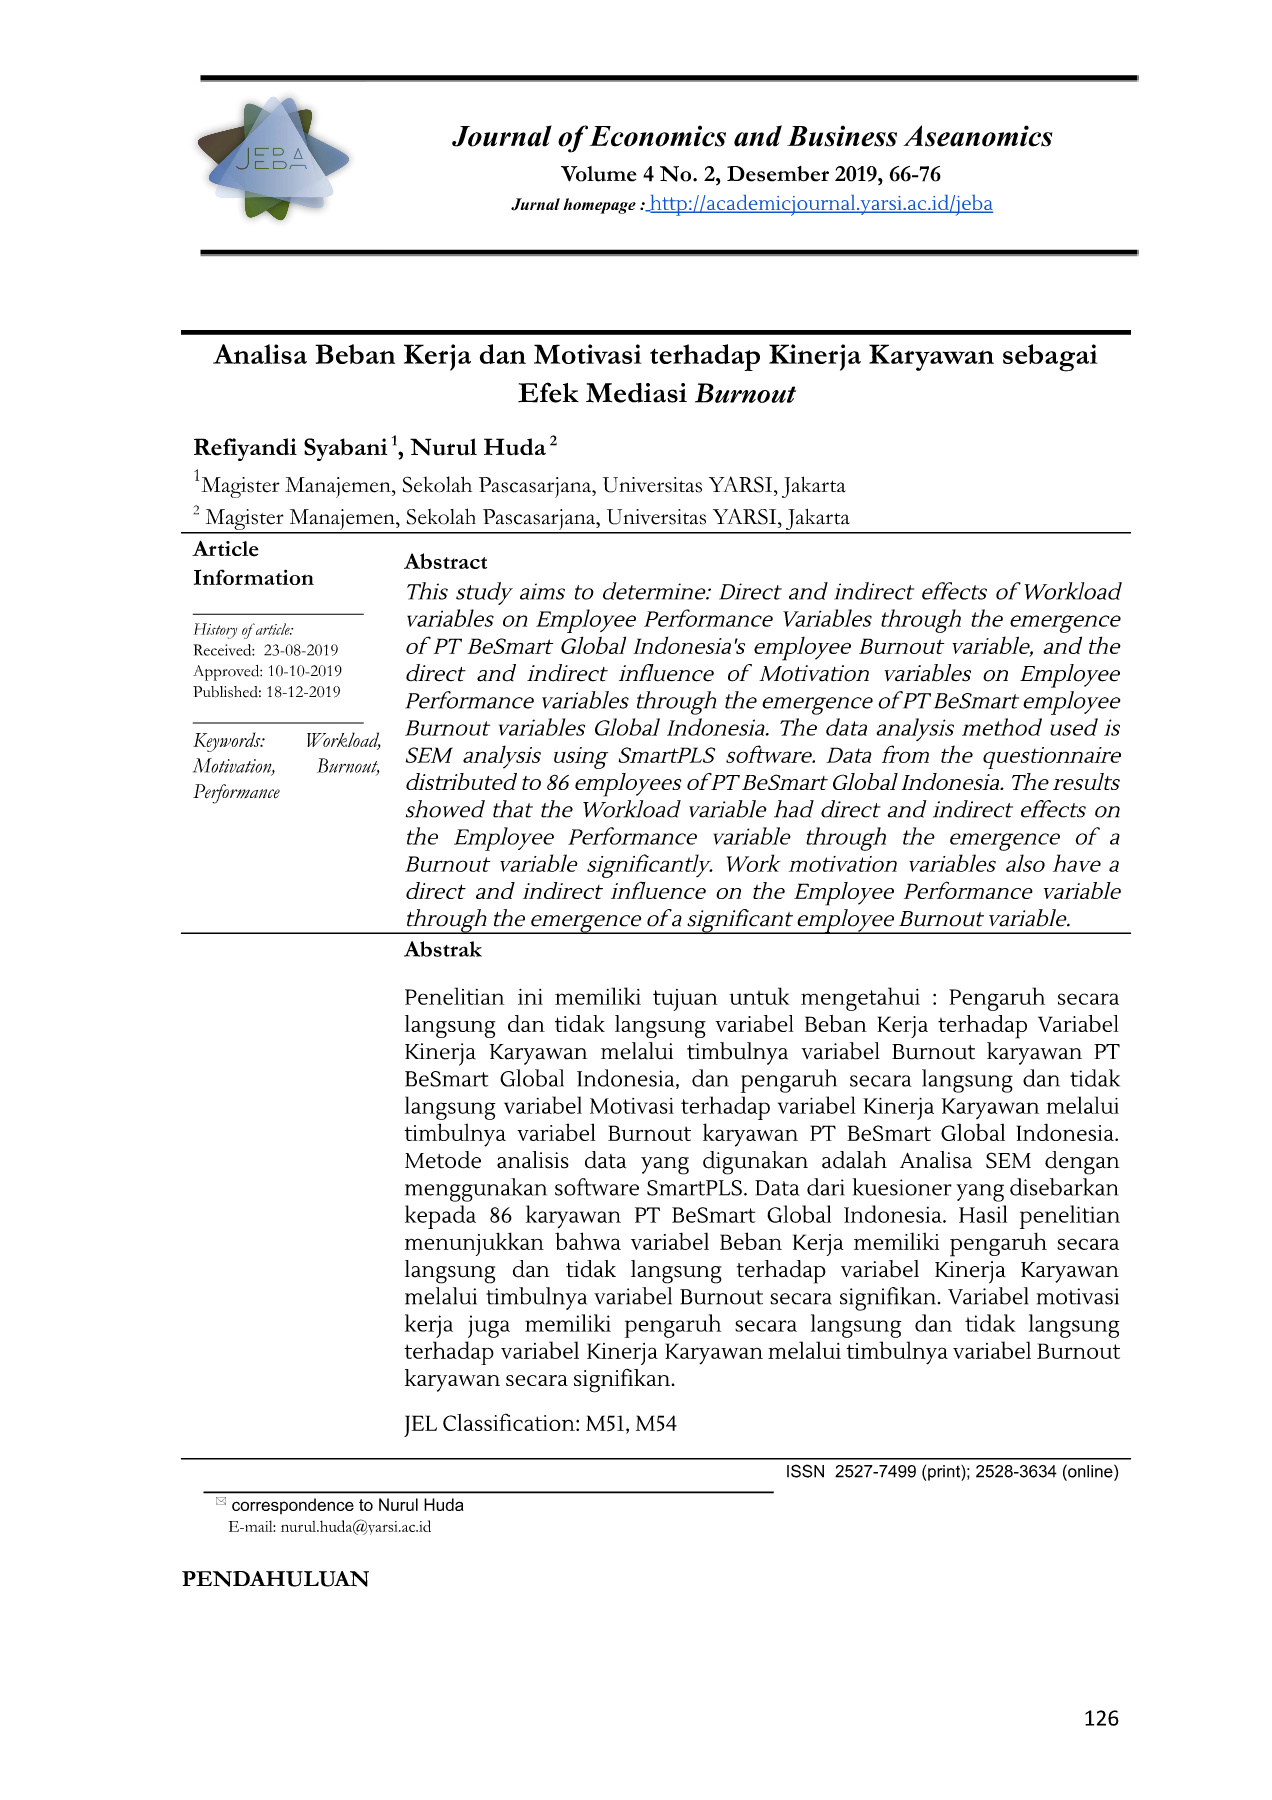 JEBA
Journal of Economics and Business Aseanomics
Volume 4 No. 2, Desember 2019, 66-76
Jurnal homepage : http://academicjournal.yarsi.ac.id/jeba
Analisa Beban Kerja dan Motivasi terhadap Kinerja Karyawan sebagai
Efek Mediasi Burnout
Refiyandi Syabani 1, Nurul Huda 2
1Magister Manajemen, Sekolah Pascasarjana, Universitas YARSI, Jakarta
2 Magister Manajemen, Sekolah Pascasarjana, Universitas YARSI, Jakarta
Article
Information
History of article:
Received: 23-08-2019
Approved: 10-10-2019
Published: 18-12-2019
Keywords: Workload,
Motivation, Burnout,
Performance
Abstract
This study aims to determine: Direct and indirect effects of Workload
variables on Employee Performance Variables through the emergence
of PT BeSmart Global Indonesia's employee Burnout variable, and the
direct and indirect influence of Motivation variables on Employee
Performance variables through the emergence of PT BeSmart employee
Burnout variables Global Indonesia. The data analysis method used is
SEM analysis using SmartPLS software. Data from the questionnaire
distributed to 86 employees of PT BeSmart Global Indonesia. The results
showed that the Workload variable had direct and indirect effects on
the Employee Performance variable through the emergence of a
Burnout variable significantly. Work motivation variables also have a
direct and indirect influence on the Employee Performance variable
through the emergence of a significant employee Burnout variable.
Abstrak
Penelitian ini memiliki tujuan untuk mengetahui : Pengaruh secara
langsung dan tidak langsung variabel Beban Kerja terhadap Variabel
Kinerja Karyawan melalui timbulnya variabel Burnout karyawan PT
BeSmart Global Indonesia, dan pengaruh secara langsung dan tidak
langsung variabel Motivasi terhadap variabel Kinerja Karyawan melalui
timbulnya variabel Burnout karyawan PT BeSmart Global Indonesia.
Metode analisis data yang digunakan adalah Analisa SEM dengan
menggunakan software SmartPLS. Data dari kuesioner yang disebarkan
kepada 86 karyawan PT BeSmart Global Indonesia. Hasil penelitian
menunjukkan bahwa variabel Beban Kerja memiliki pengaruh secara
langsung dan tidak langsung terhadap variabel Kinerja Karyawan
melalui timbulnya variabel Burnout secara signifikan. Variabel motivasi
kerja juga memiliki pengaruh secara langsung dan tidak langsung
terhadap variabel Kinerja Karyawan melalui timbulnya variabel Burnout
karyawan secara signifikan.
JEL Classification: M51, M54
ISSN 2527-7499 (print); 2528-3634 (online)
correspondence to Nurul Huda
E-mail: nurul.huda@yarsi.ac.id
PENDAHULUAN
126